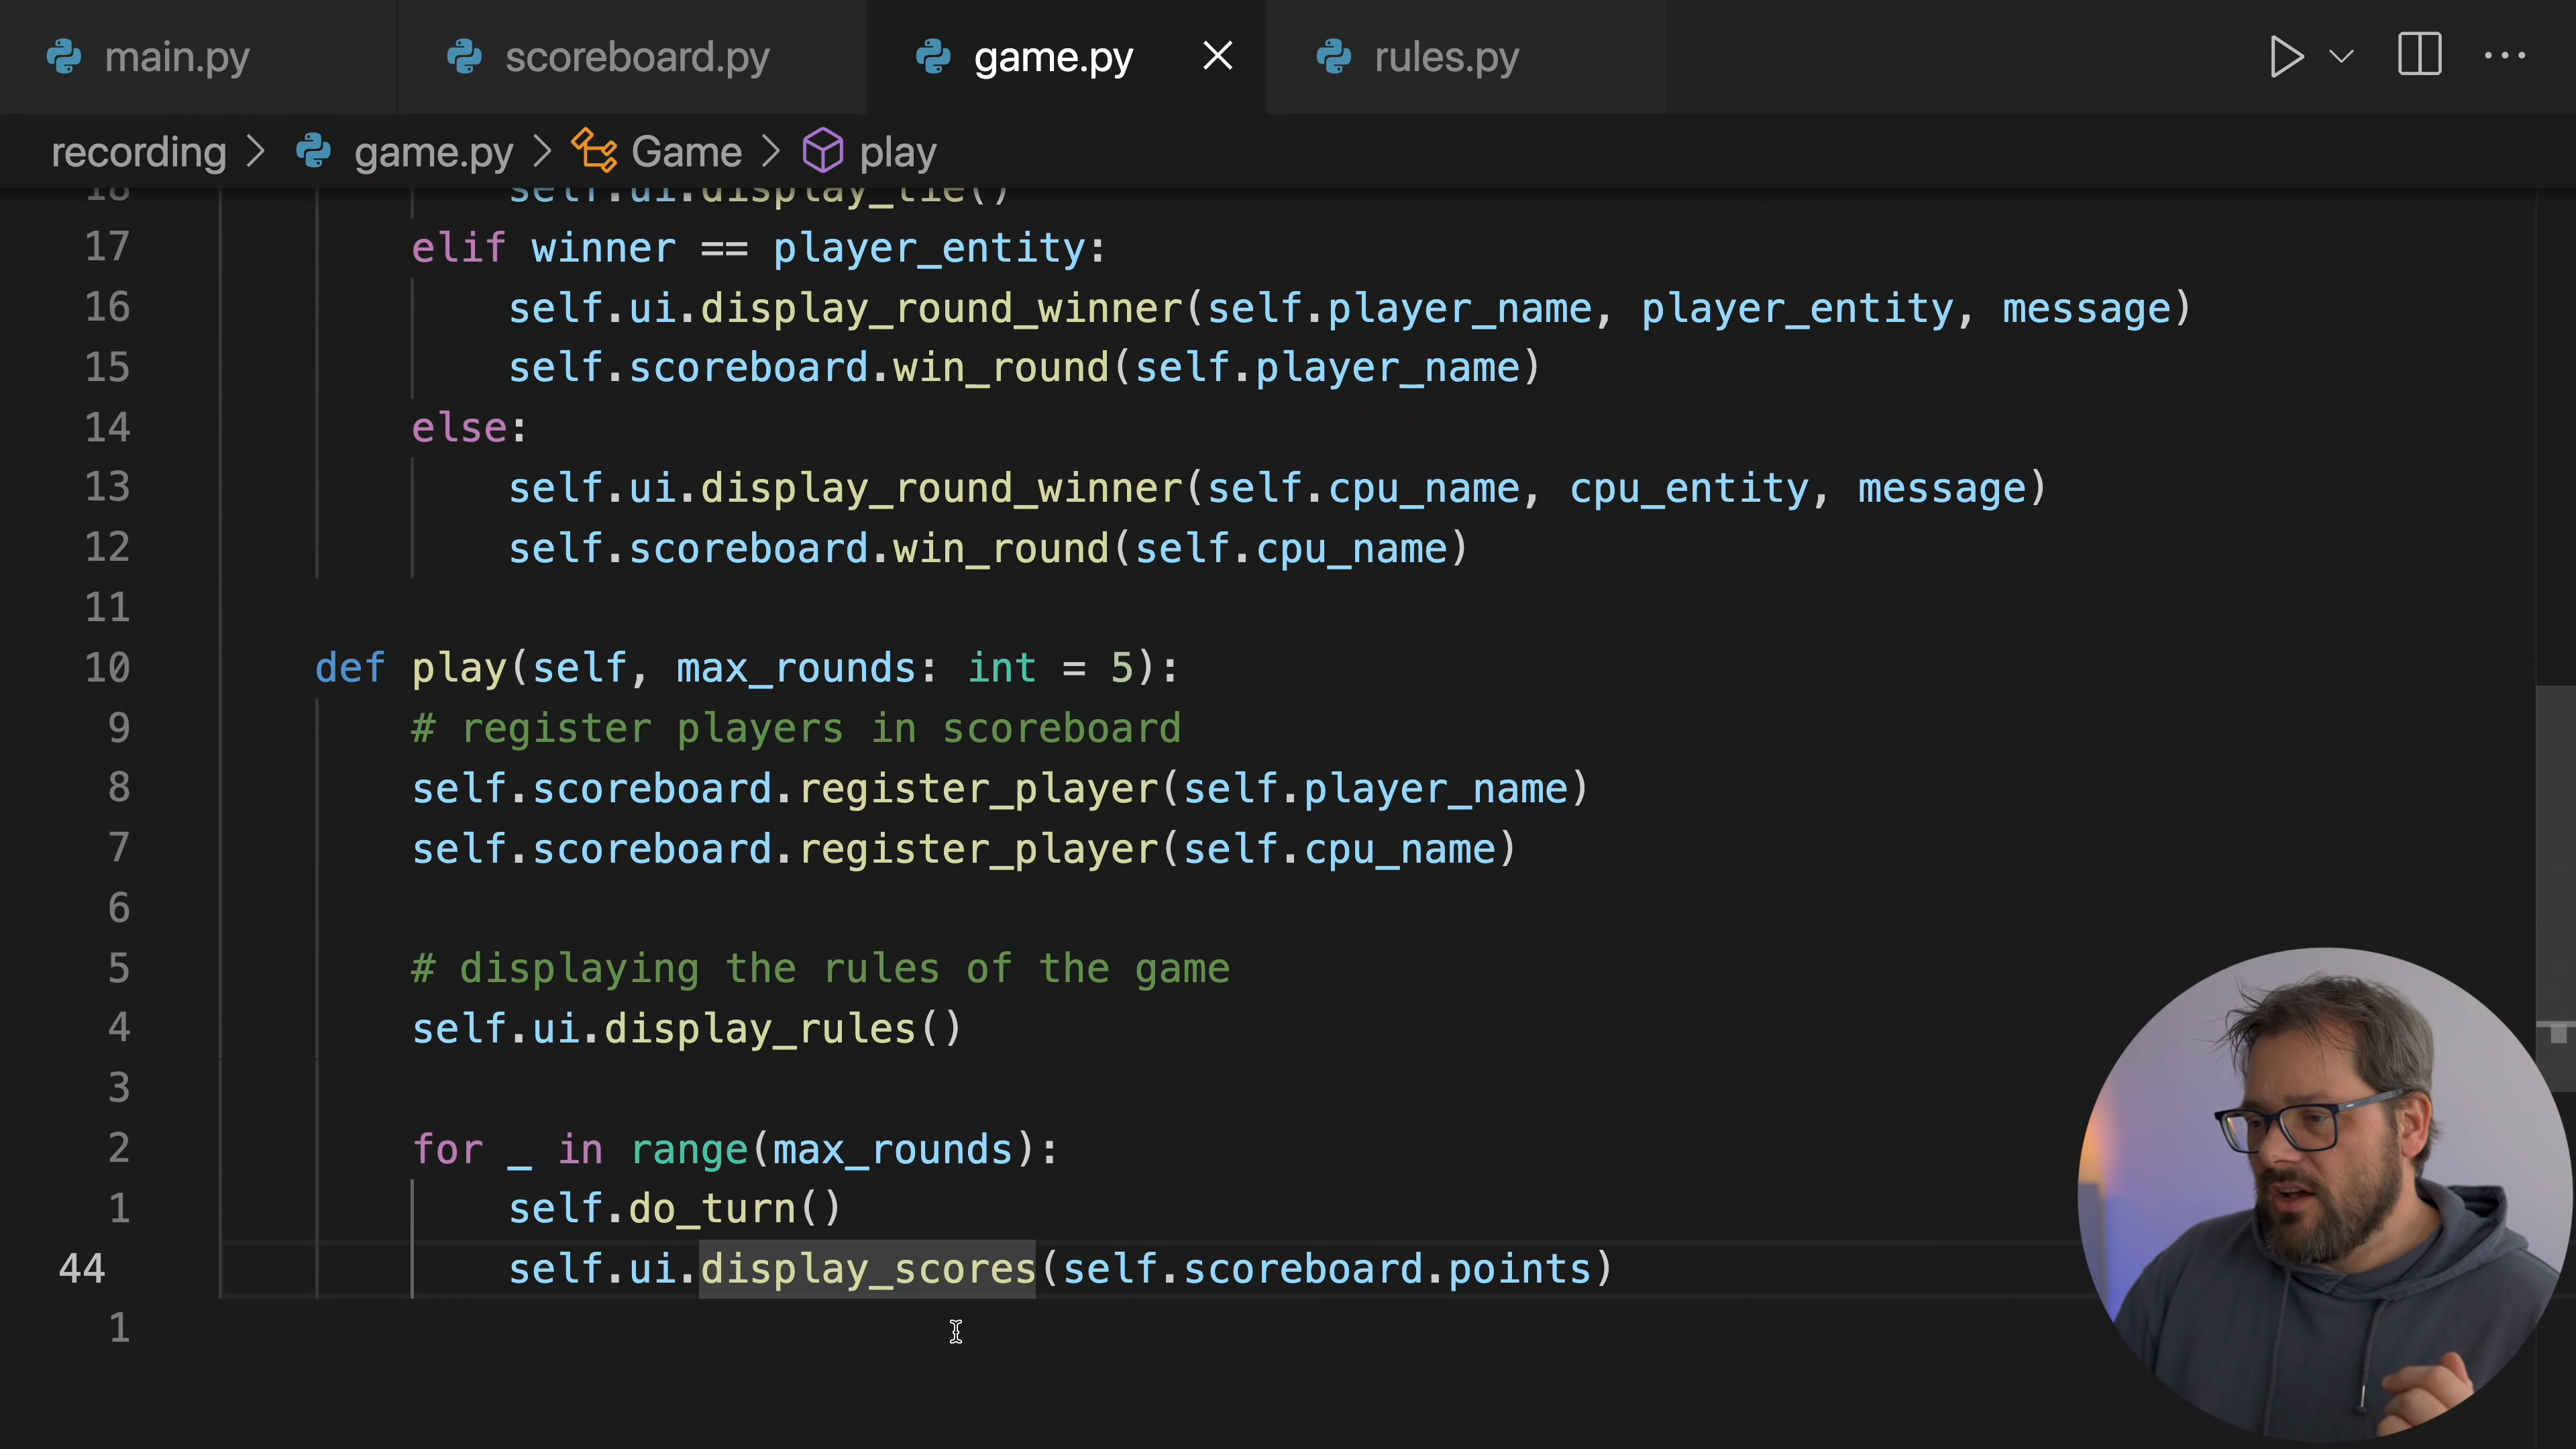 main.py scoreboard.py game.py rules.py
recording > game.py > Game > play
18 self.ui.display_tie()
17 elif winner == player_entity:
16 self.ui.display_round_winner(self.player_name, player_entity, message)
15 self.scoreboard.win_round(self.player_name)
14 else:
13 self.ui.display_round_winner(self.cpu_name, cpu_entity, message)
12 self.scoreboard.win_round(self.cpu_name)
11
10 def play(self, max_rounds: int = 5):
9 # register players in scoreboard
8 self.scoreboard.register_player(self.player_name)
7 self.scoreboard.register_player(self.cpu_name)
6
5 # displaying the rules of the game
4 self.ui.display_rules()
3
2 for _ in range(max_rounds):
1 self.do_turn()
44 self.ui.display_scores(self.scoreboard.points)
1